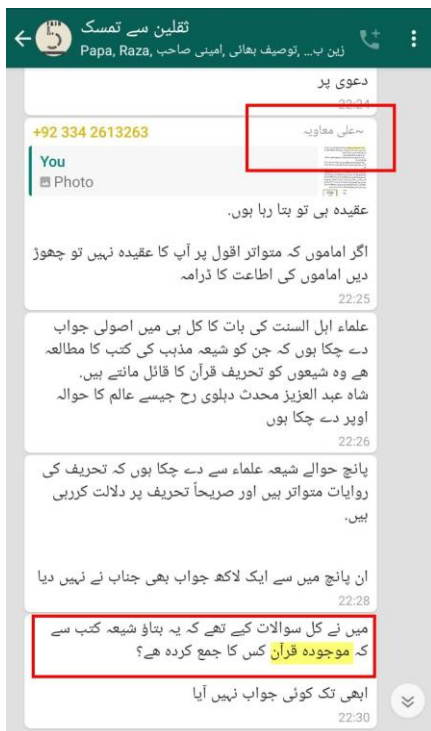 ثقلین سے تمسک
Papa, Raza, زین ب...‎, توصیف بھائی, امینی صاحب
دعوی پر
22:24
+92 334 2613263
~علی معاویہ
You
Photo
عقیدہ ہی تو بتا رہا ہوں.
اگر اماموں کہ متواتر اقول پر آپ کا عقیدہ نہیں تو چھوڑ
دیں اماموں کی اطاعت کا ڈرامہ
22:25
علماء اہل السنت کی بات کا کل ہی میں اصولی جواب
دے چکا ہوں کہ جن کو شیعہ مذہب کی کتب کا مطالعہ
ھے وہ شیعوں کو تحریف قرآن کا قائل مانتے ہیں.
شاہ عبد العزیز محدث دہلوی رح جیسے عالم کا حوالہ
اوپر دے چکا ہوں
22:26
پانچ حوالے شیعہ علماء سے دے چکا ہوں کہ تحریف کی
روایات متواتر ہیں اور صریحاً تحریف پر دلالت کررہی
ہیں.
ان پانچ میں سے ایک لاکھ جواب بھی جناب نے نہیں دیا
22:28
میں نے کل سوالات کیے تھے کہ یہ بتاؤ شیعہ کتب سے
کہ موجودہ قرآن کس کا جمع کردہ ھے؟
ابھی تک کوئی جواب نہیں آیا
22:30